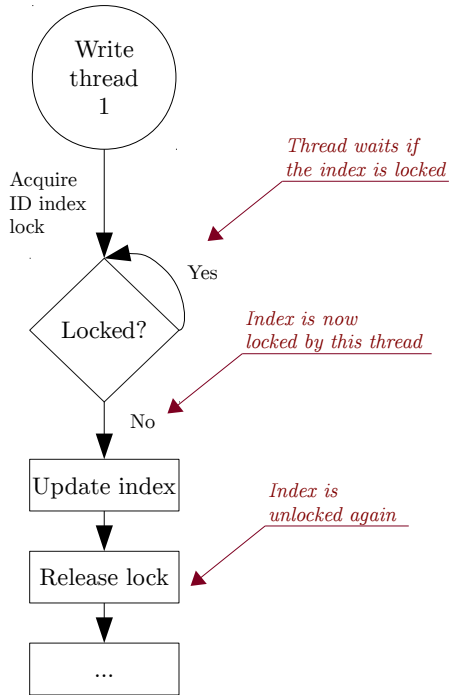 Write
thread
1
Thread waits if
the index is locked
Acquire
ID index
lock
Yes
Locked?
Index is now
locked by this thread
No
Update index
Index is
unlocked again
Release lock
...